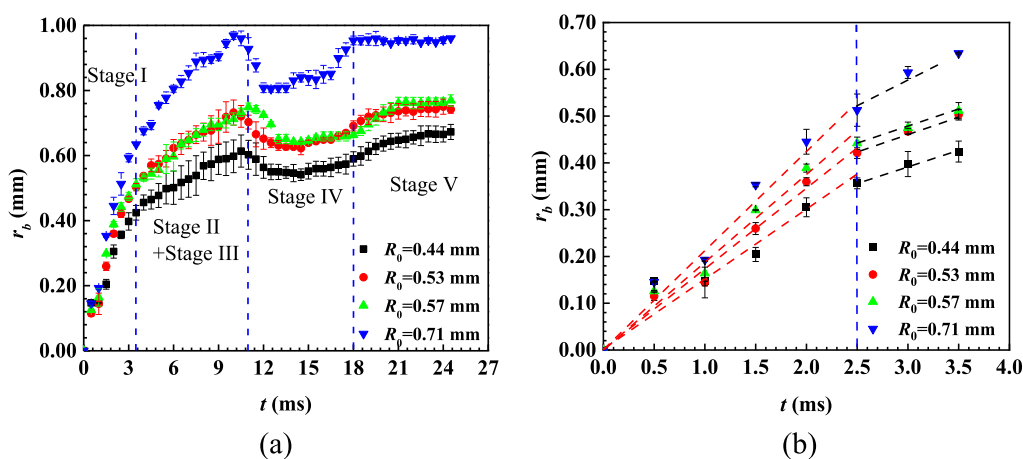 1.00
0.80
0.60
0.40
0.20
0.00
r_b (mm)
Stage I
Stage II
+Stage III
Stage IV
Stage V
R_0=0.44 mm
R_0=0.53 mm
R_0=0.57 mm
R_0=0.71 mm
0 3 6 9 12 15 18 21 24 27
t (ms)
(a)
0.70
0.60
0.50
0.40
0.30
0.20
0.10
0.00
r_b (mm)
R_0=0.44 mm
R_0=0.53 mm
R_0=0.57 mm
R_0=0.71 mm
0.0 0.5 1.0 1.5 2.0 2.5 3.0 3.5 4.0
t (ms)
(b)